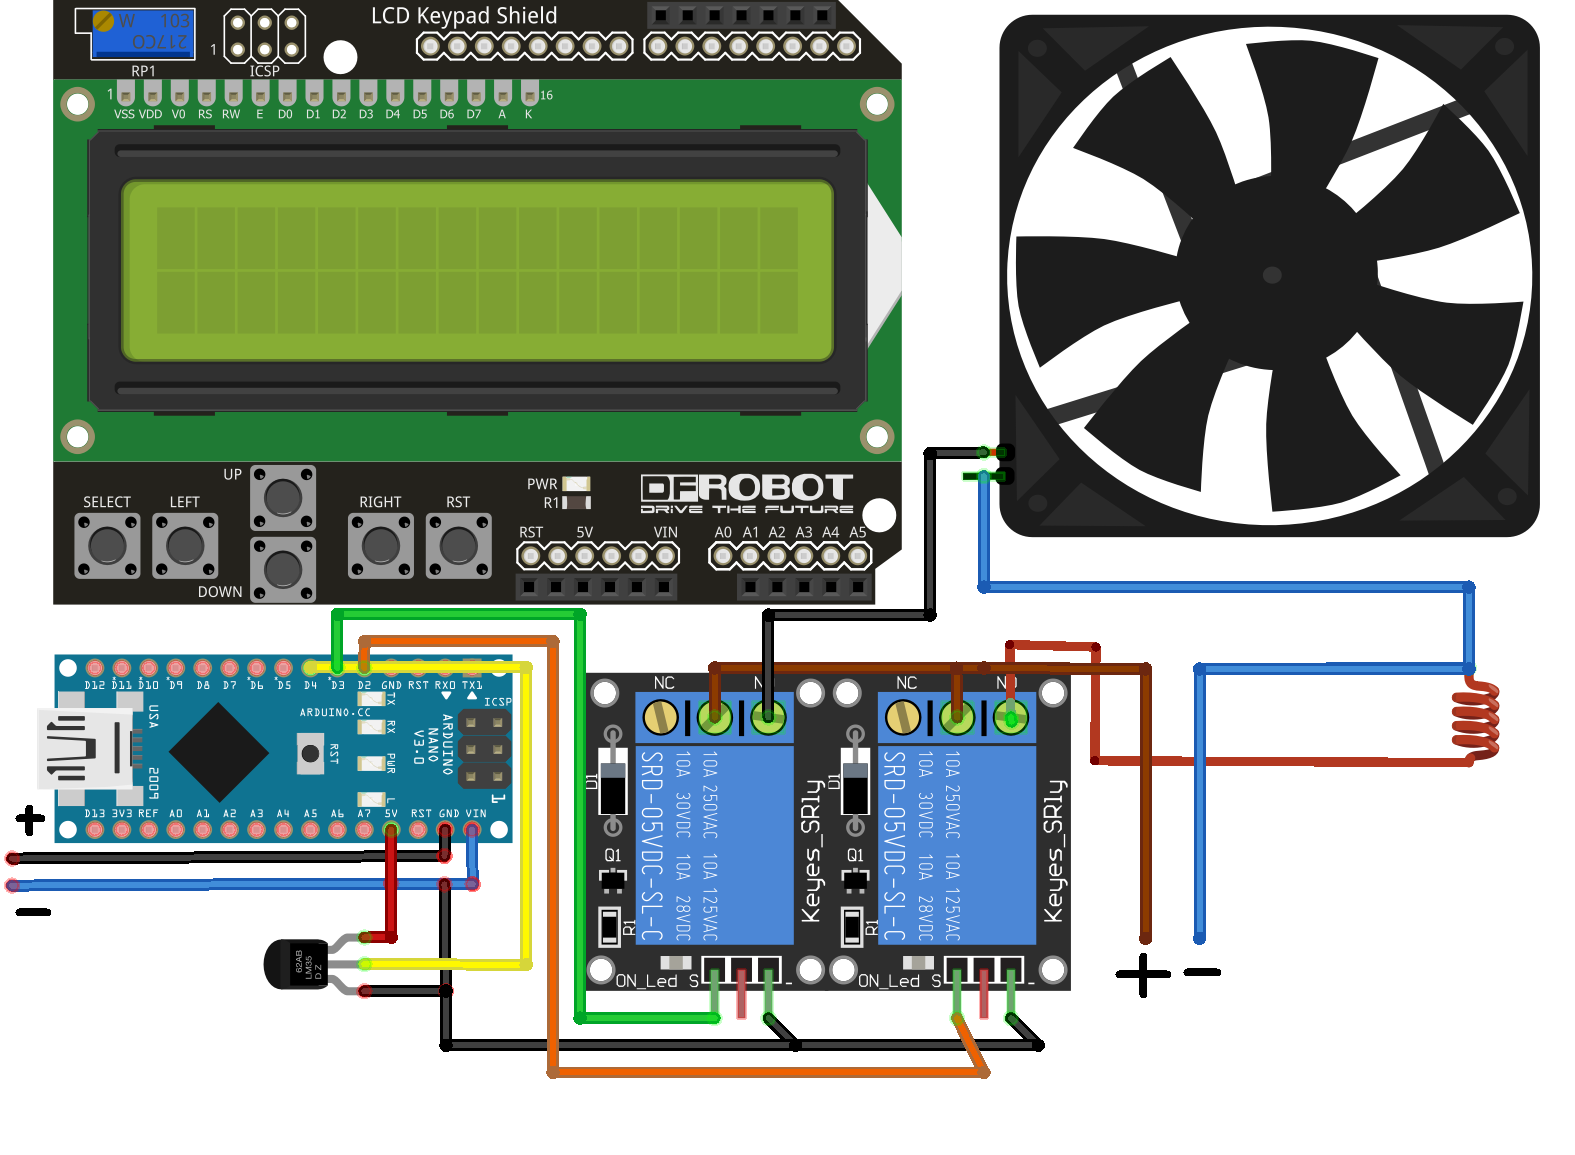 LCD Keypad Shield
W 103
217CO
1
RP1
ICSP
1
16
VSS VDD V0 RS RW E D0 D1 D2 D3 D4 D5 D6 D7 A K
UP
SELECT LEFT
RIGHT RST
DOWN
PWR
R1
DFROBOT
DRIVE THE FUTURE
RST 5V VIN
A0 A1 A2 A3 A4 A5
D12 D11 D10 D9 D8 D7 D6 D5 D4 D3 D2 GND RST RX0 TX1
ICSP
ARDUINO.CC
USA
2009
TX
RX
PWR
L
RST
ARDUINO
NANO
V3.0
1
D13 3V3 REF A0 A1 A2 A3 A4 A5 A6 A7 5V RST GND VIN
+
-
62AB
LM35
D Z
NC
D1
Q1
R1
SRD-05VDC-SL-C
10A 30VDC 10A 28VDC
10A 250VAC 10A 125VAC
Keyes_SRly
ON_Led S -
NC
D1
Q1
R1
SRD-05VDC-SL-C
10A 30VDC 10A 28VDC
10A 250VAC 10A 125VAC
Keyes_SRly
ON_Led S -
+ -